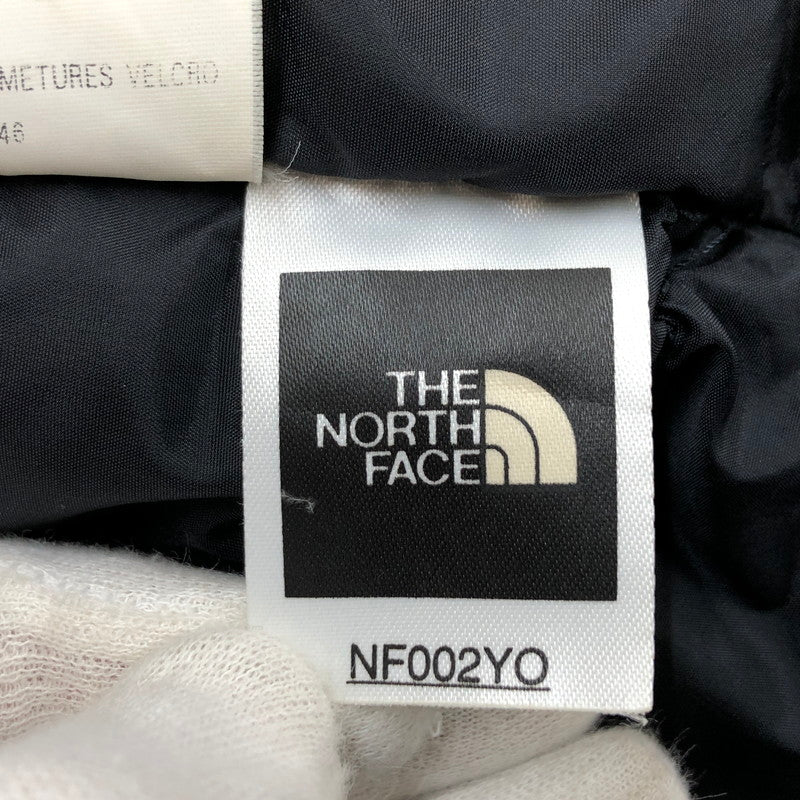 METURES VELCRO
46
THE
NORTH
FACE
NF002YO